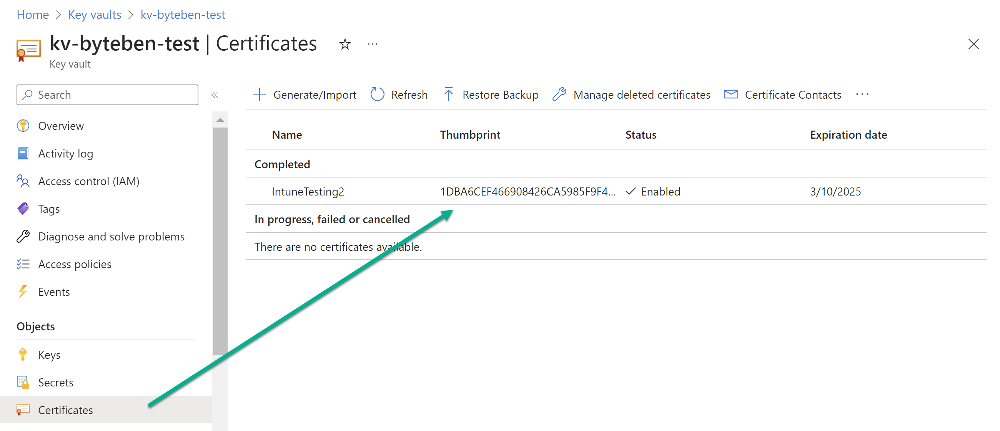 Home > Key vaults > kv-byteben-test
kv-byteben-test | Certificates ☆ ...
Key vault
Search «
Overview
Activity log
Access control (IAM)
Tags
Diagnose and solve problems
Access policies
Events
Objects
Keys
Secrets
Certificates
Generate/Import Refresh Restore Backup Manage deleted certificates Certificate Contacts ...
Name Thumbprint Status Expiration date
Completed
IntuneTesting2 1DBA6CEF466908426CA5985F9F4... ✓ Enabled 3/10/2025
In progress, failed or cancelled
There are no certificates available.